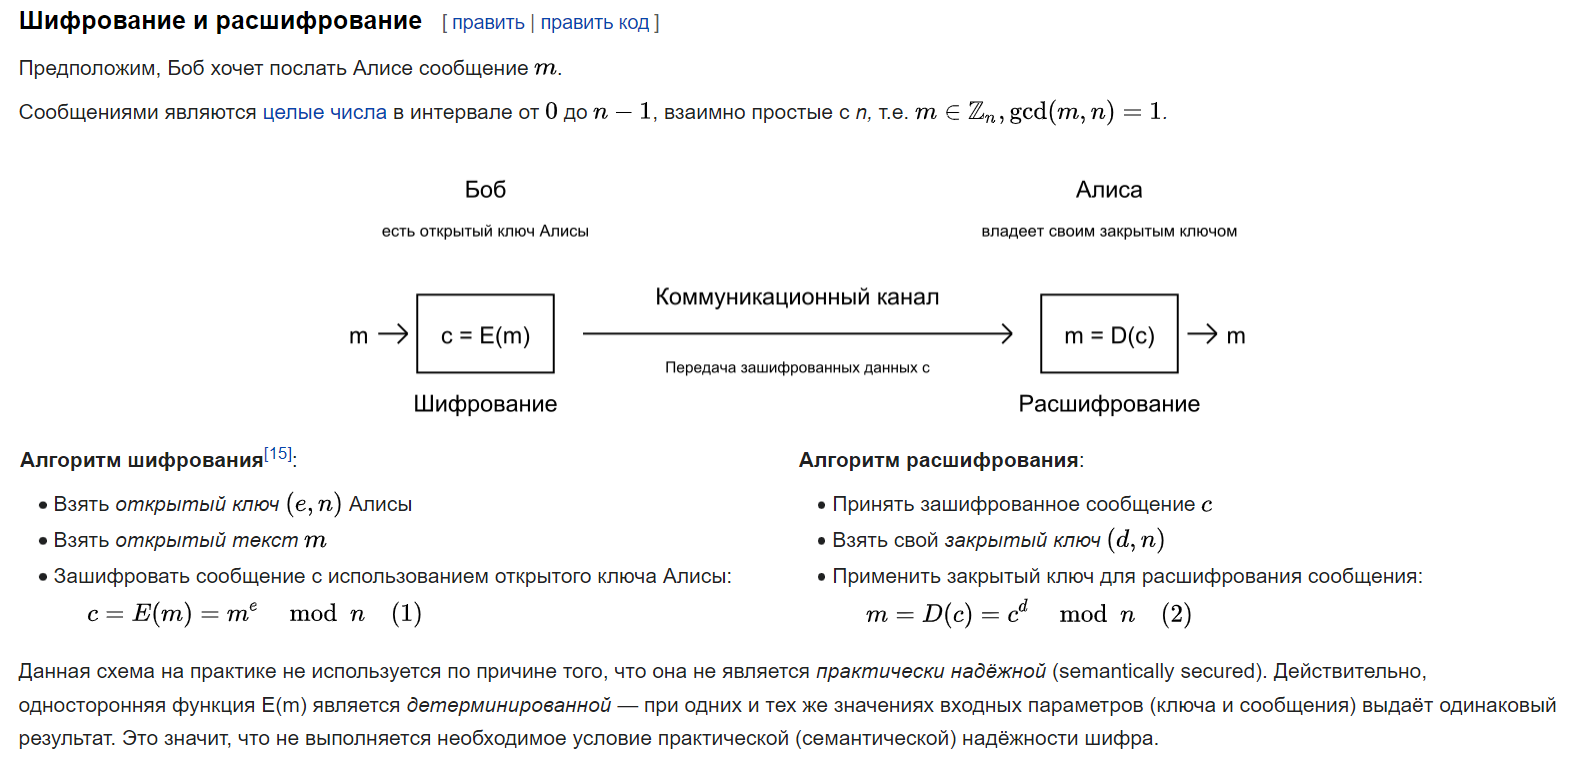 Шифрование и расшифрование [ править | править код ]
Предположим, Боб хочет послать Алисе сообщение m.
Сообщениями являются целые числа в интервале от 0 до n − 1, взаимно простые с n, т.е. m ∈ ℤₙ, gcd(m, n) = 1.
Боб
есть открытый ключ Алисы
Алиса
владеет своим закрытым ключом
Коммуникационный канал
m → c = E(m)
m = D(c) → m
Передача зашифрованных данных c
Шифрование
Расшифрование
Алгоритм шифрования[15]:
• Взять открытый ключ (e, n) Алисы
• Взять открытый текст m
• Зашифровать сообщение с использованием открытого ключа Алисы:
c = E(m) = mᵉ mod n (1)
Алгоритм расшифрования:
• Принять зашифрованное сообщение c
• Взять свой закрытый ключ (d, n)
• Применить закрытый ключ для расшифрования сообщения:
m = D(c) = cᵈ mod n (2)
Данная схема на практике не используется по причине того, что она не является практически надёжной (semantically secured). Действительно,
односторонняя функция E(m) является детерминированной — при одних и тех же значениях входных параметров (ключа и сообщения) выдаёт одинаковый
результат. Это значит, что не выполняется необходимое условие практической (семантической) надёжности шифра.